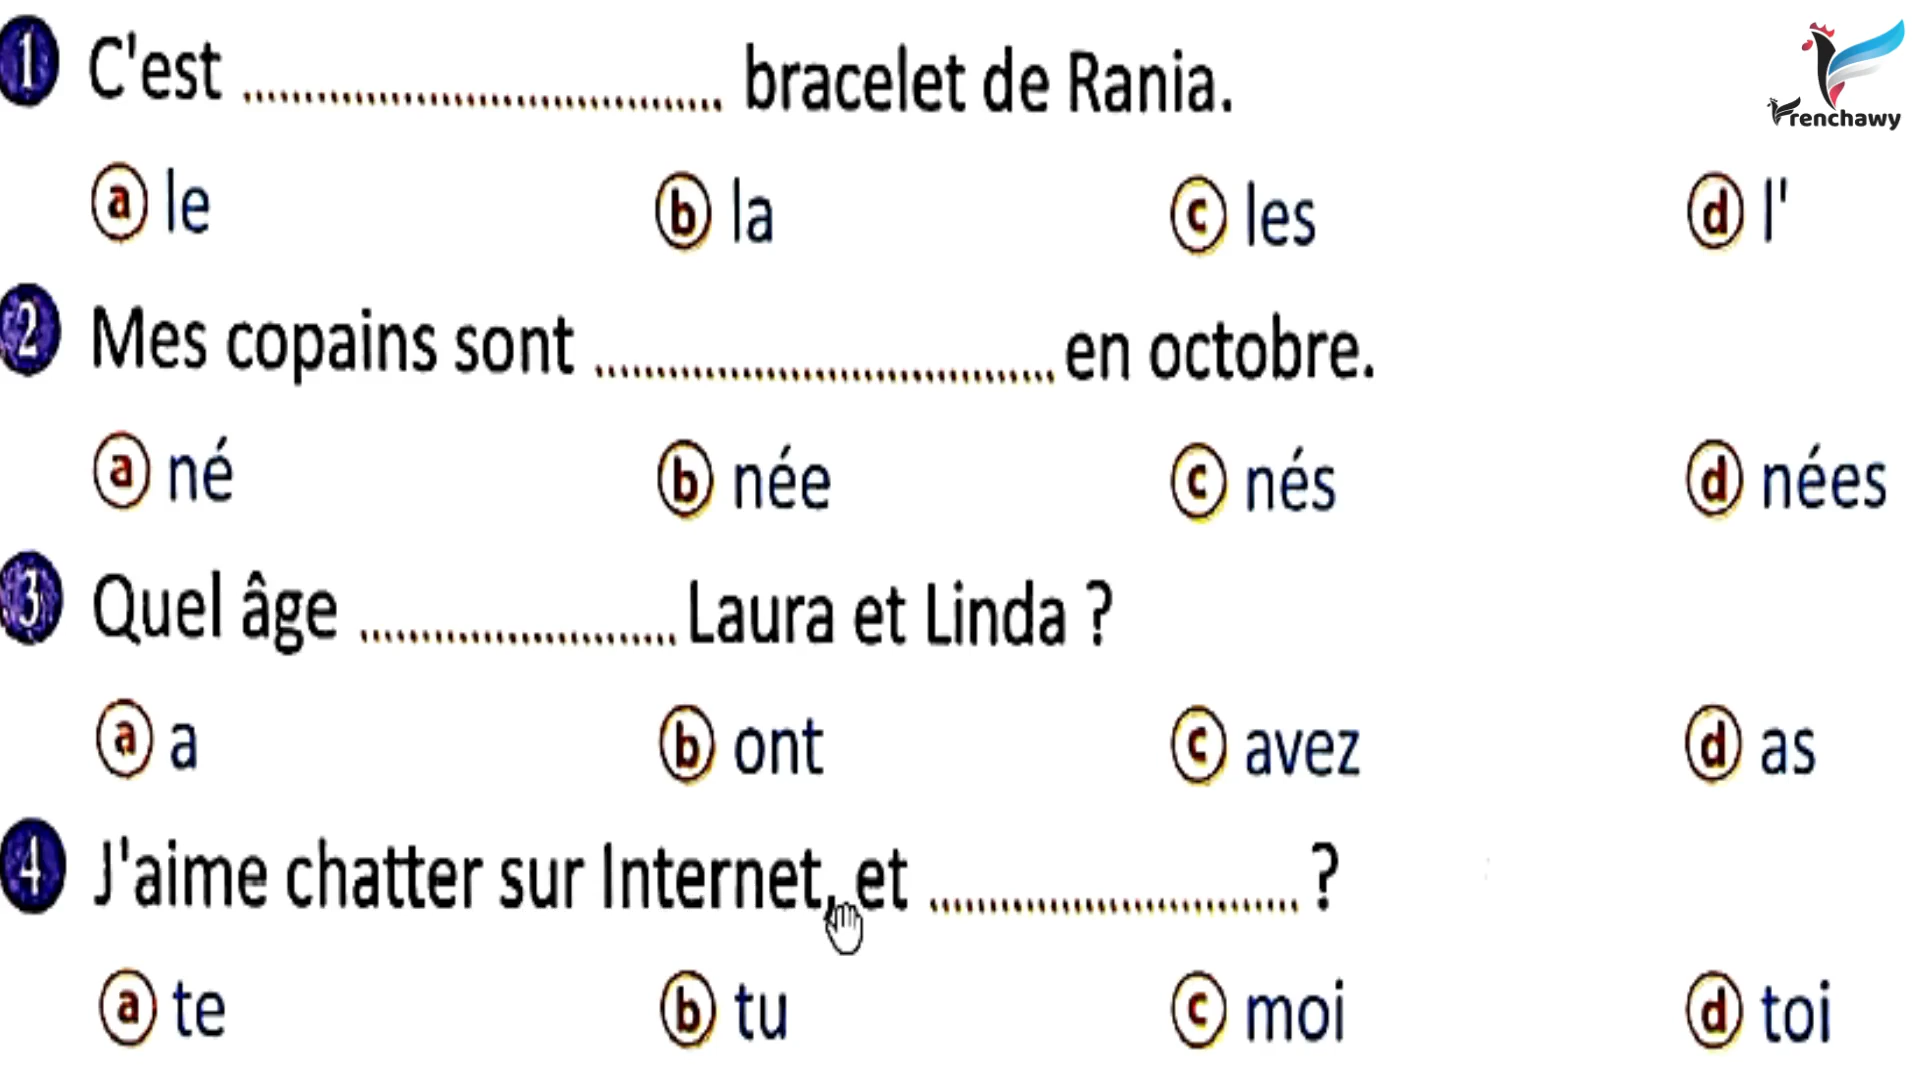 1 C'est ........................ bracelet de Rania.
a le b la c les d l'
2 Mes copains sont ........................ en octobre.
a né b née c nés d nées
3 Quel âge ........................ Laura et Linda ?
a a b ont c avez d as
4 J'aime chatter sur Internet, et ........................ ?
a te b tu c moi d toi
Frenchawy